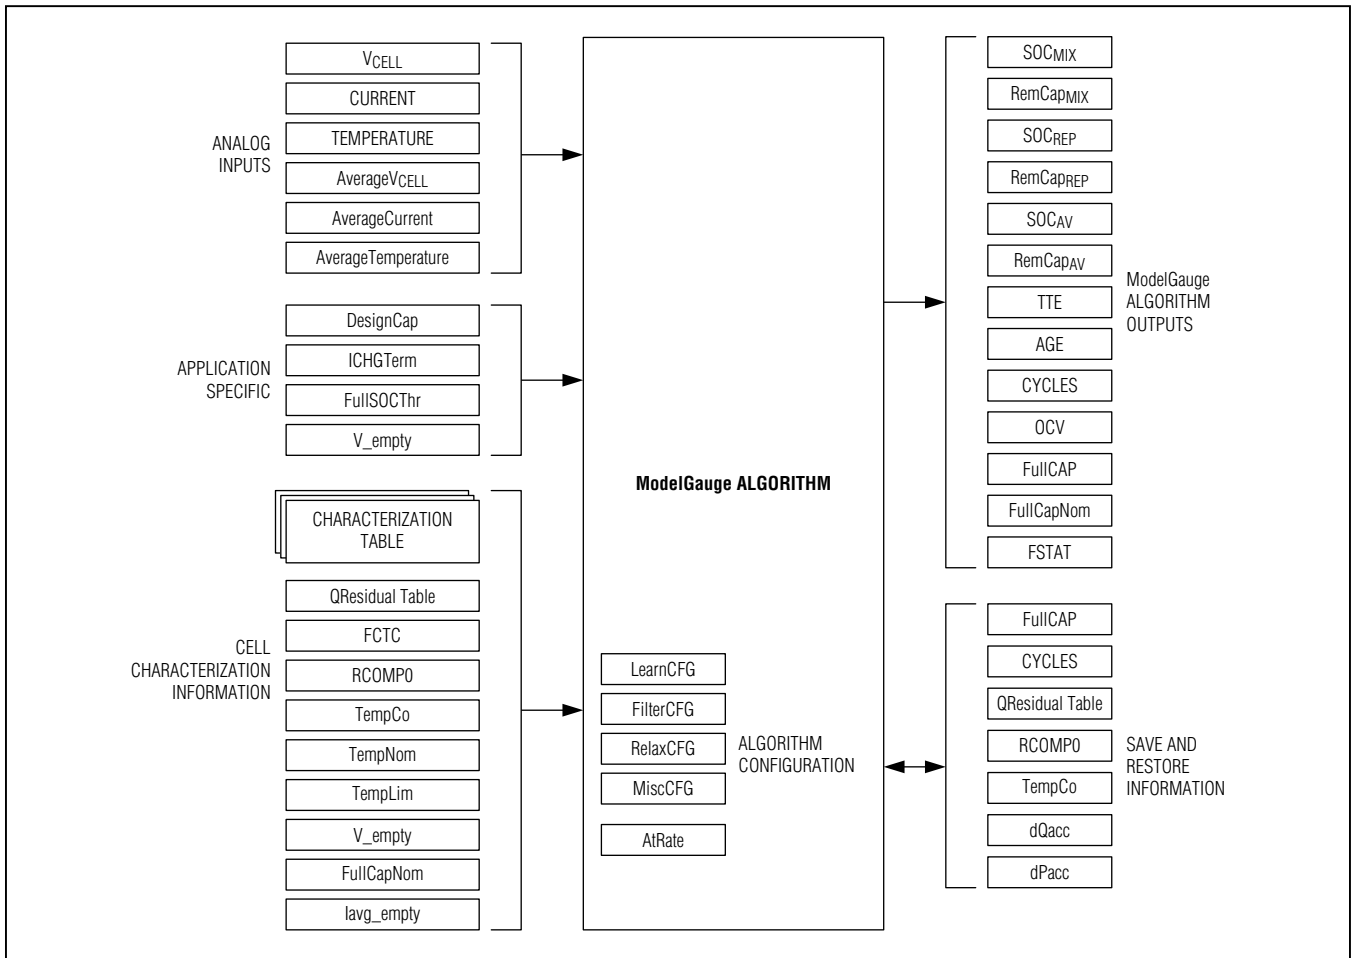 ANALOG
INPUTS
VCELL
CURRENT
TEMPERATURE
AverageVCELL
AverageCurrent
AverageTemperature
APPLICATION
SPECIFIC
DesignCap
ICHGTerm
FullSOCThr
V_empty
CELL
CHARACTERIZATION
INFORMATION
CHARACTERIZATION
TABLE
QResidual Table
FCTC
RCOMP0
TempCo
TempNom
TempLim
V_empty
FullCapNom
Iavg_empty
ModelGauge ALGORITHM
LearnCFG
FilterCFG
RelaxCFG
MiscCFG
AtRate
ALGORITHM
CONFIGURATION
SOCMIX
RemCapMIX
SOCREP
RemCapREP
SOCAV
RemCapAV
TTE
AGE
CYCLES
OCV
FullCAP
FullCapNom
FSTAT
ModelGauge
ALGORITHM
OUTPUTS
FullCAP
CYCLES
QResidual Table
RCOMP0
TempCo
dQacc
dPacc
SAVE AND
RESTORE
INFORMATION